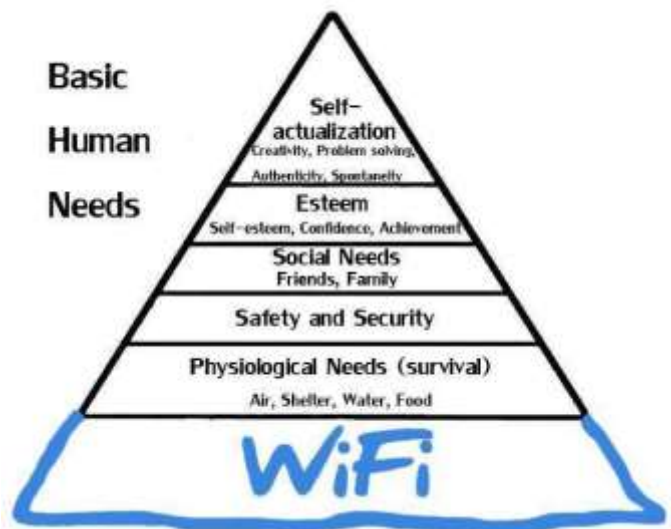 Basic
Human
Needs
Self-
actualization
Creativity, Problem solving,
Authenticity, Spontaneity
Esteem
Self-esteem, Confidence, Achievement
Social Needs
Friends, Family
Safety and Security
Physiological Needs (survival)
Air, Shelter, Water, Food
WiFi